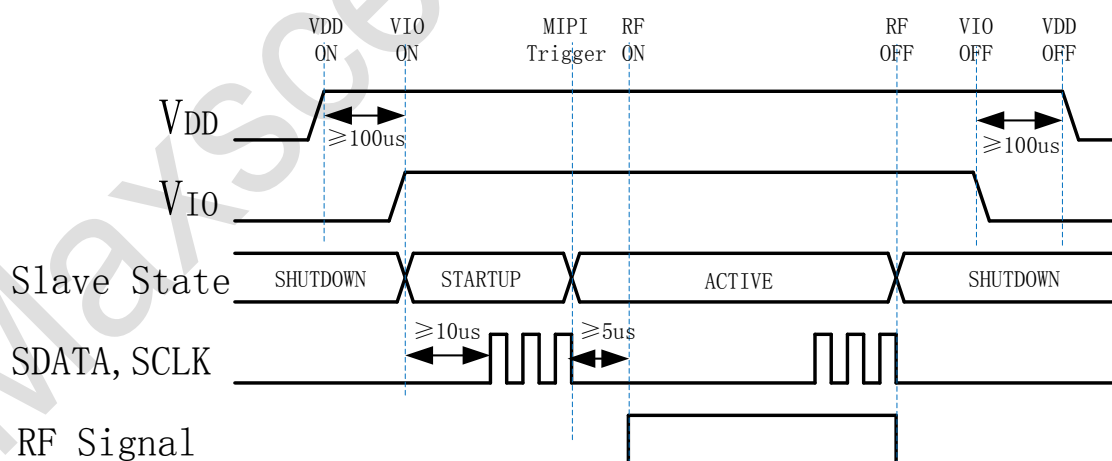 VDD VIO MIPI RF RF VIO VDD
ON ON Trigger ON OFF OFF OFF
VDD
≥100us ≥100us
VIO
Slave State SHUTDOWN STARTUP ACTIVE SHUTDOWN
≥10us ≥5us
SDATA, SCLK
RF Signal
Maxsce